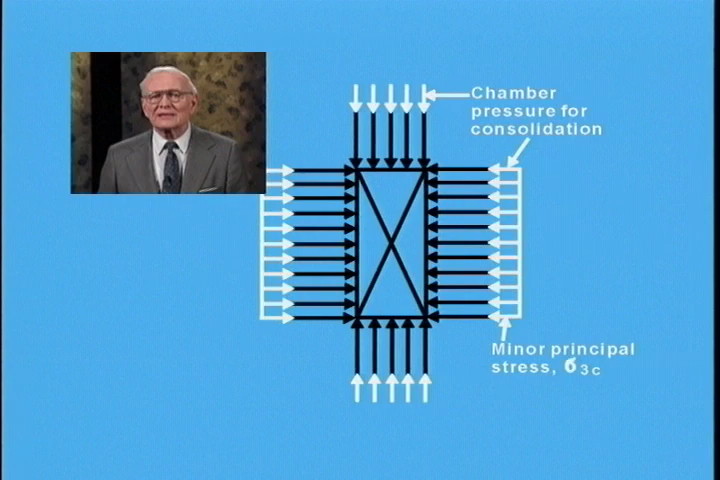 Chamber
pressure for
consolidation
Minor principal
stress, σ3c